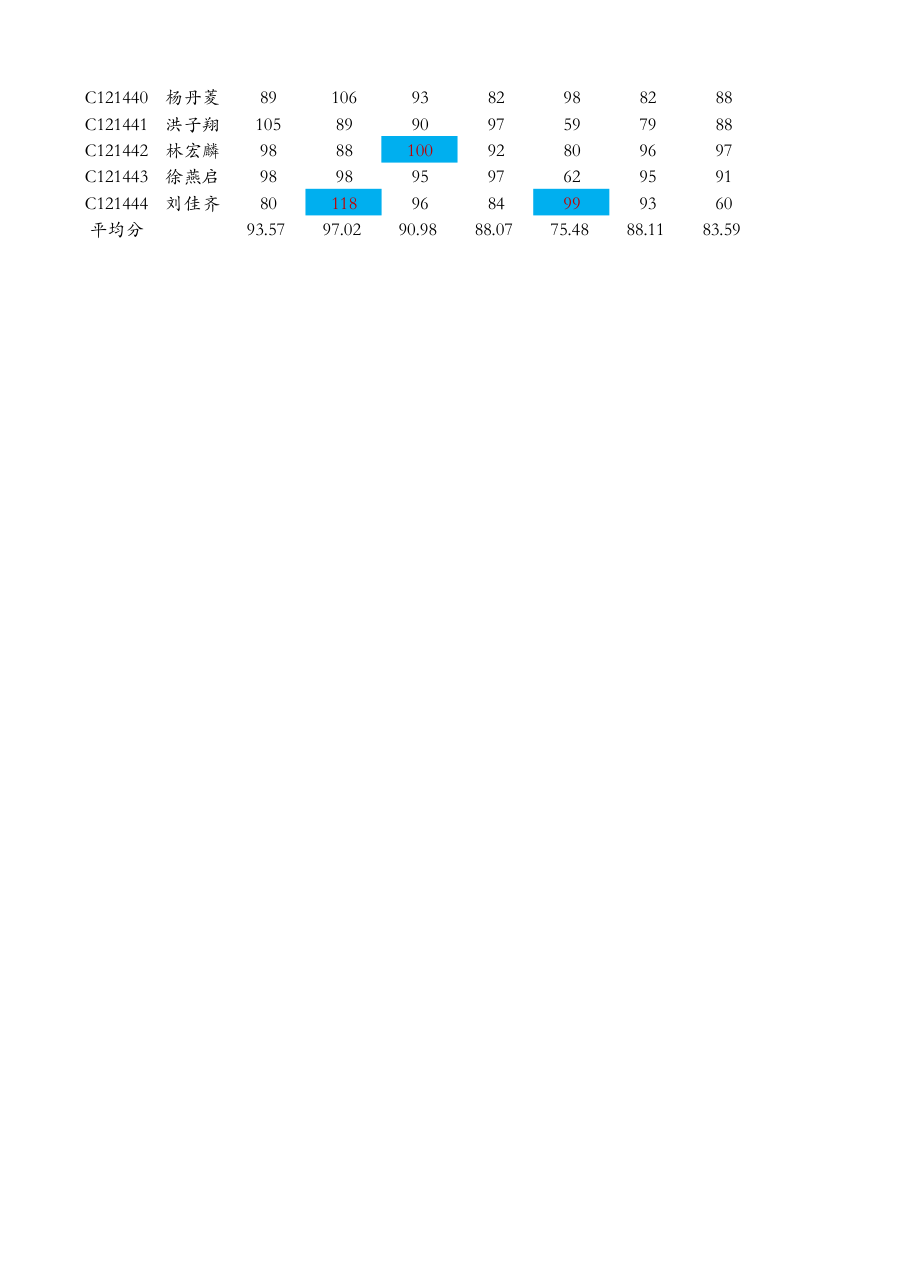 C121440 杨丹菱 89 106 93 82 98 82 88
C121441 洪子翔 105 89 90 97 59 79 88
C121442 林宏麟 98 88 100 92 80 96 97
C121443 徐燕启 98 98 95 97 62 95 91
C121444 刘佳齐 80 118 96 84 99 93 60
平均分 93.57 97.02 90.98 88.07 75.48 88.11 83.59